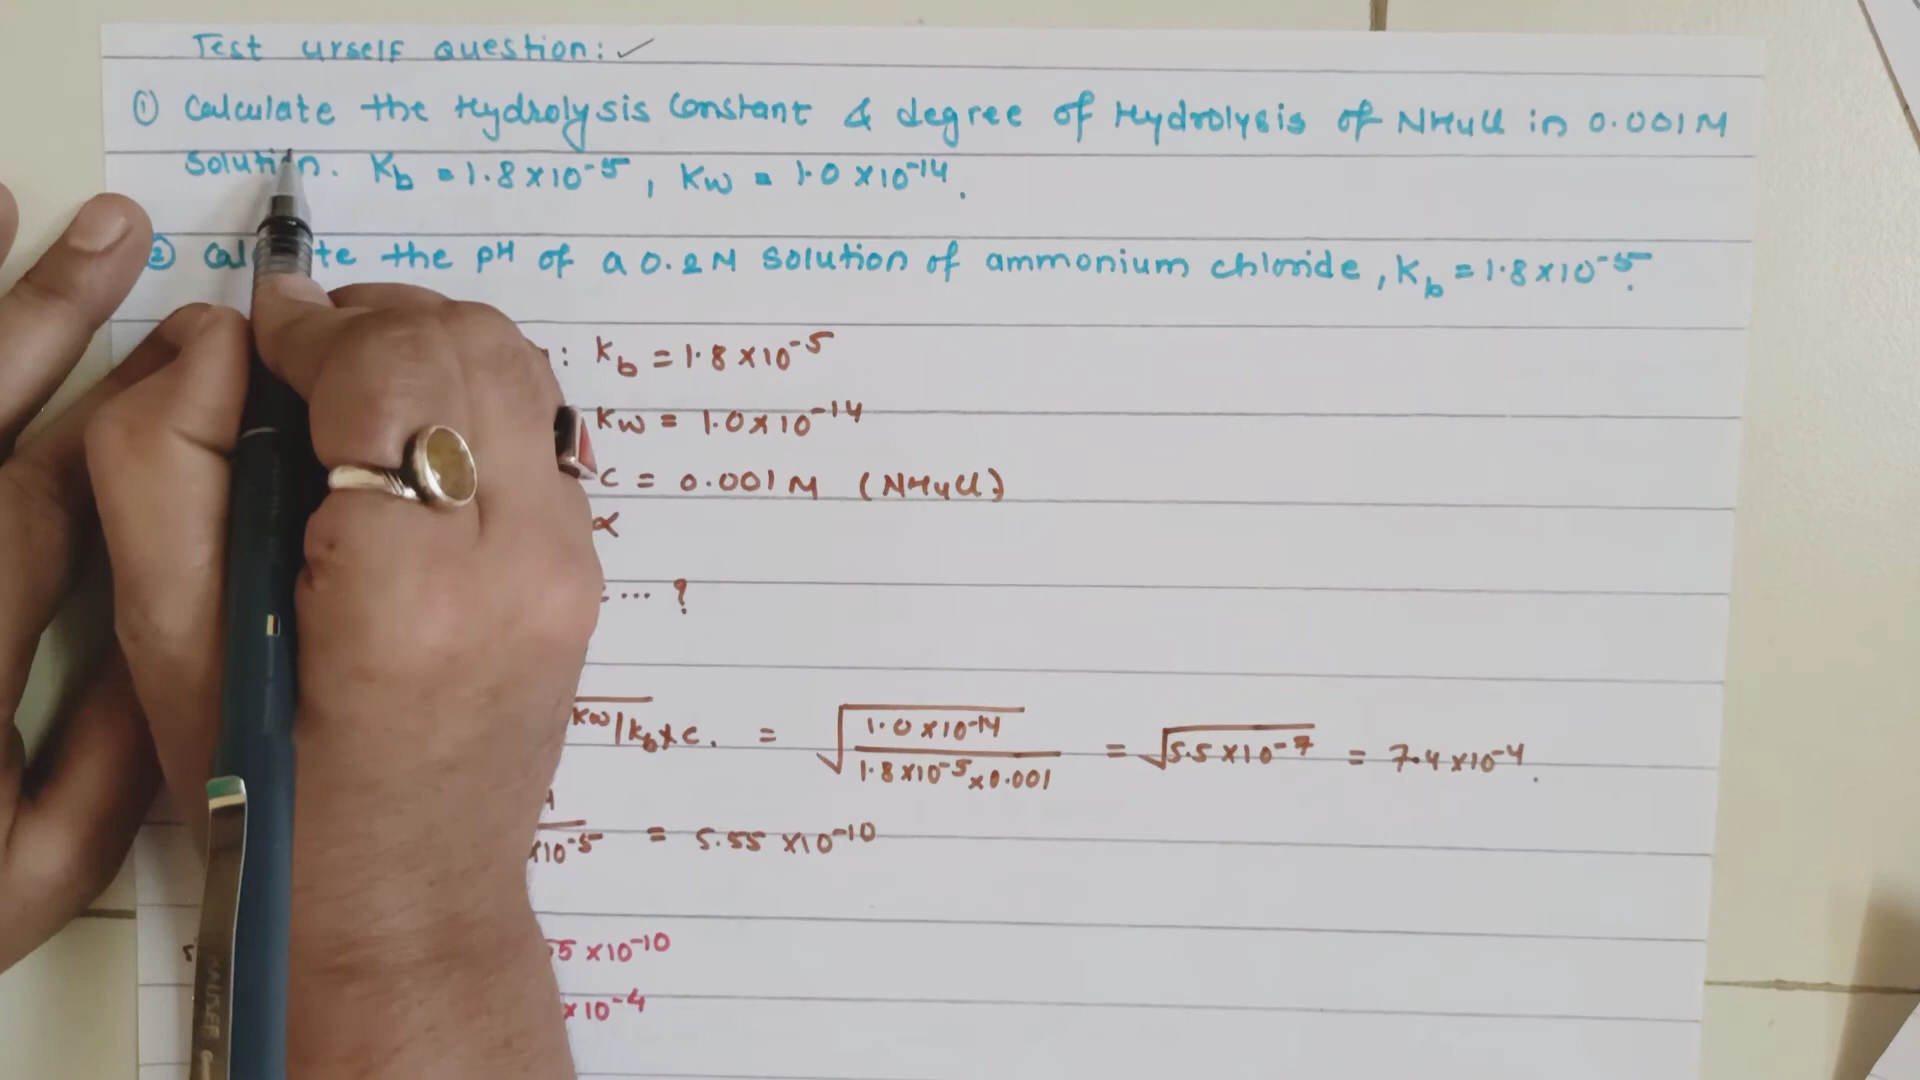 Test urself question: ✓
① Calculate the Hydrolysis Constant & degree of Hydrolysis of NH4Cl in 0.001M
Solution. Kb = 1.8×10⁻⁵, Kw = 1.0×10⁻¹⁴.
② the pH of a 0.2M solution of ammonium chloride, Kb = 1.8×10⁻⁵.
: Kb = 1.8×10⁻⁵
Kw = 1.0×10⁻¹⁴
C = 0.001M (NH4Cl)
∝
... ?
Kw/Kb×C. = √1.0×10⁻¹⁴/1.8×10⁻⁵×0.001 = √5.5×10⁻⁷ = 7.4×10⁻⁴.
×10⁻⁵ = 5.55×10⁻¹⁰
55×10⁻¹⁰
×10⁻⁴
HAUSER